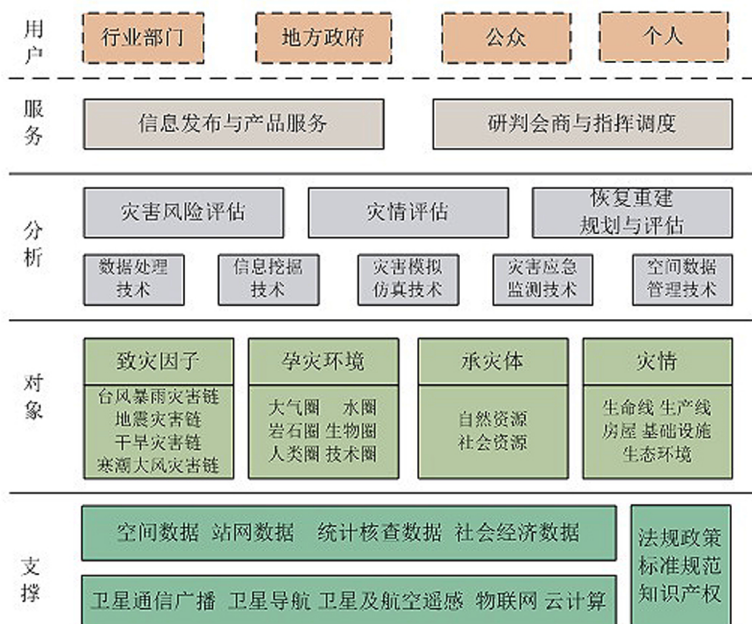 用户
行业部门 地方政府 公众 个人
服务
信息发布与产品服务 研判会商与指挥调度
分析
灾害风险评估 灾情评估 恢复重建
规划与评估
数据处理 信息挖掘 灾害模拟 灾害应急 空间数据
技术 技术 仿真技术 监测技术 管理技术
对象
致灾因子 孕灾环境 承灾体 灾情
台风暴雨灾害链
地震灾害链
干旱灾害链
寒潮大风灾害链
大气圈 水圈
岩石圈 生物圈
人类圈 技术圈
自然资源
社会资源
生命线 生产线
房屋 基础设施
生态环境
支撑
空间数据 站网数据 统计核查数据 社会经济数据
卫星通信广播 卫星导航 卫星及航空遥感 物联网 云计算
法规政策
标准规范
知识产权